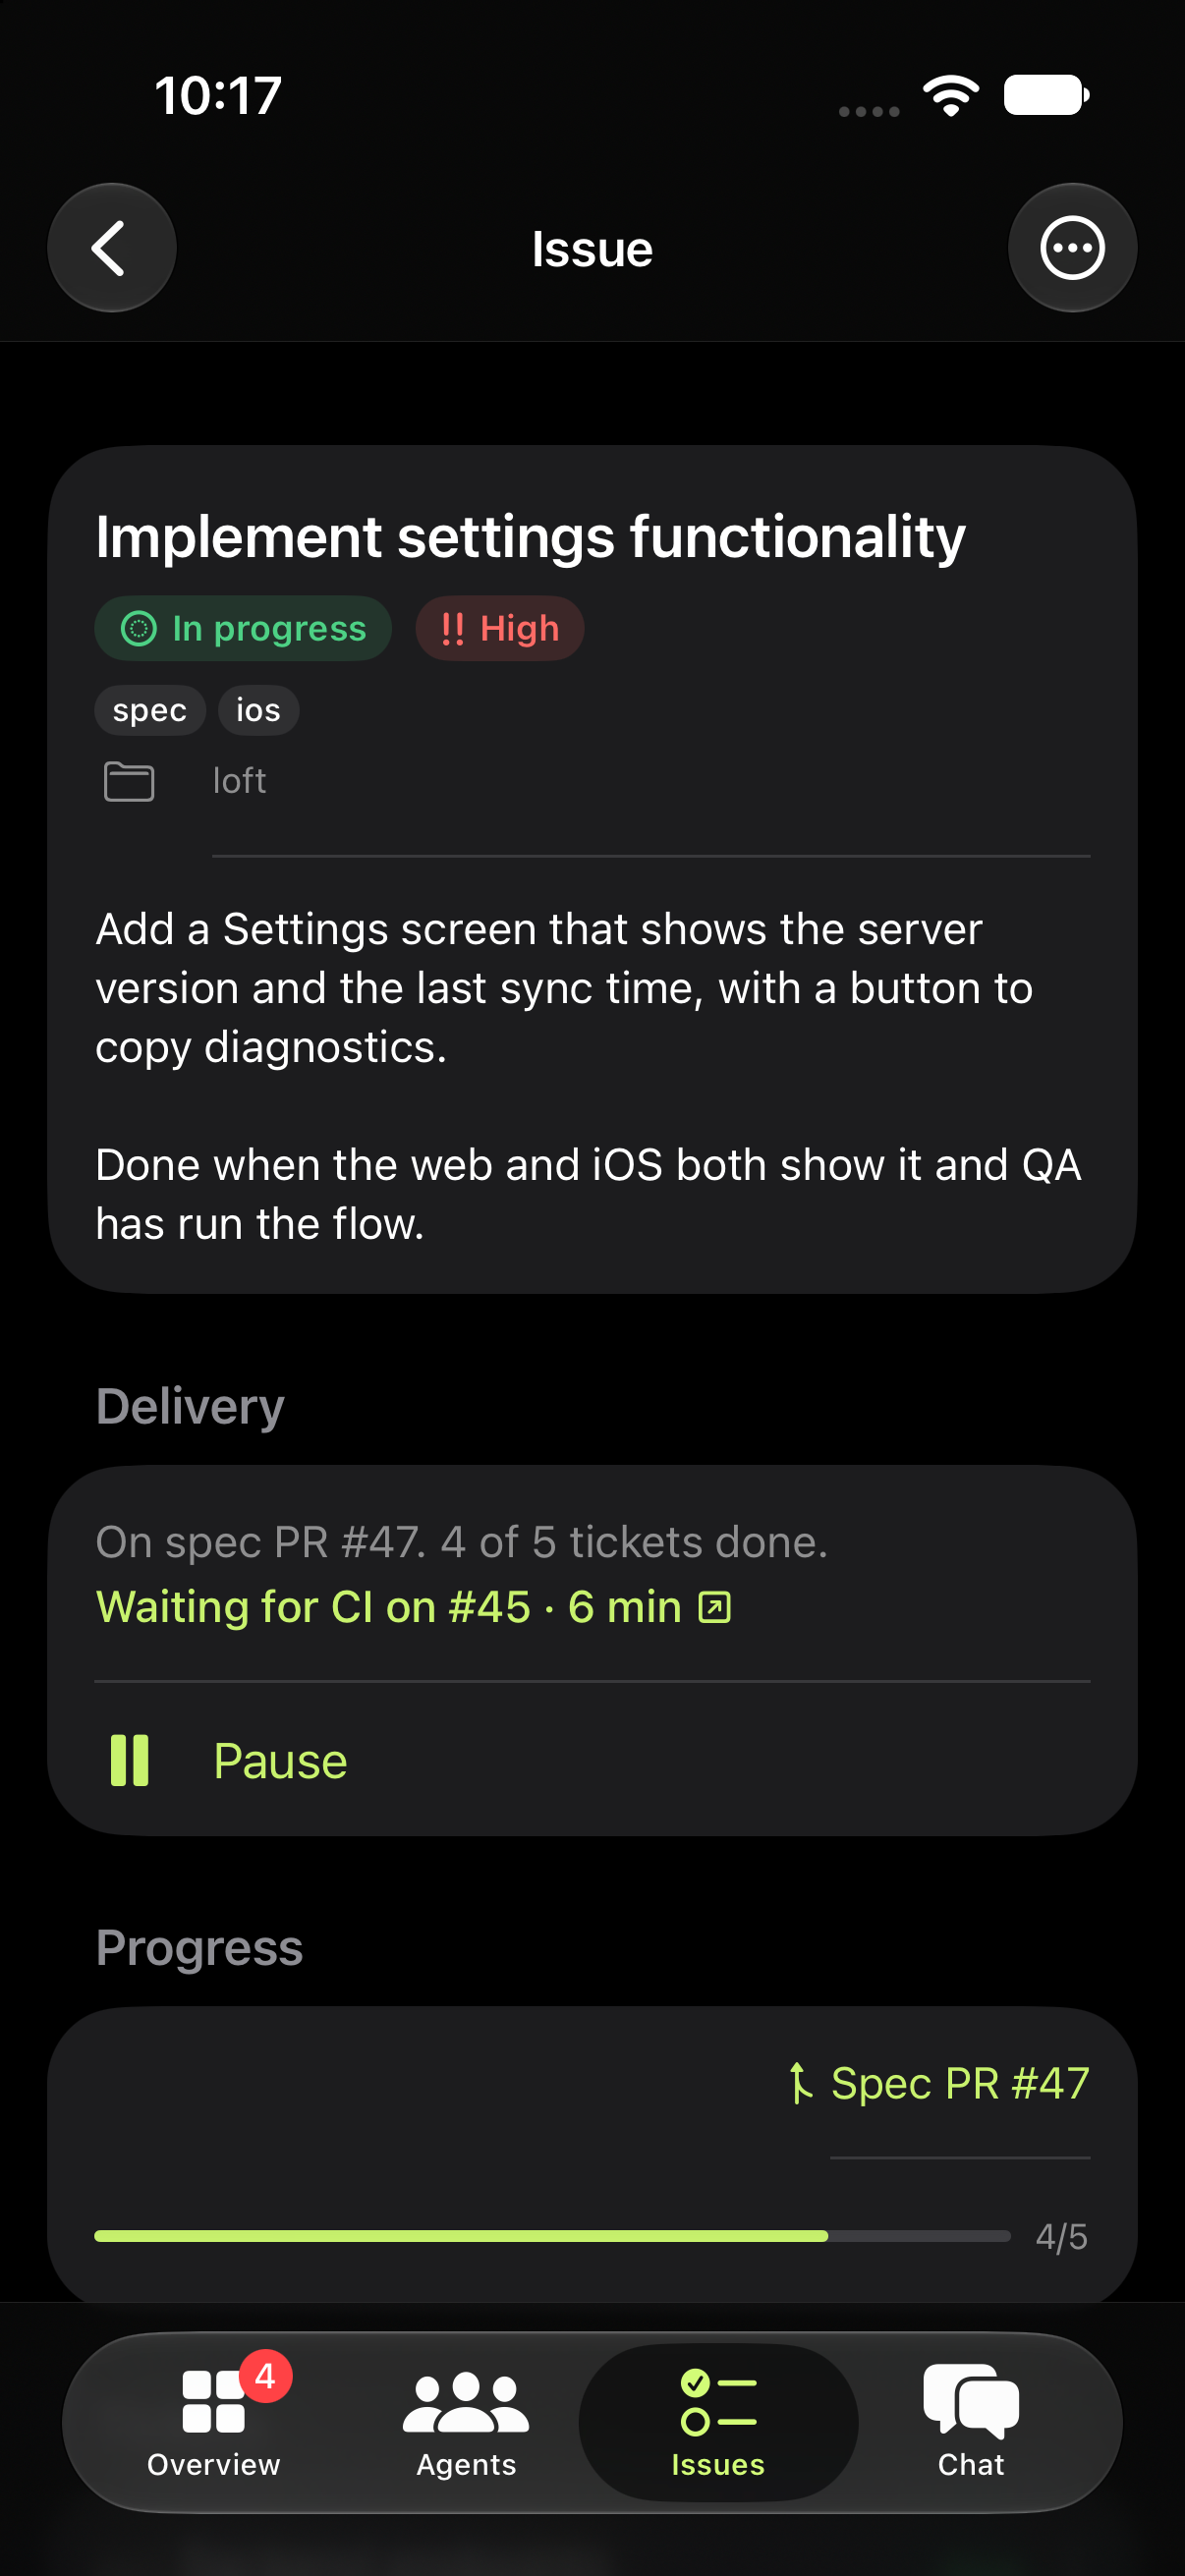 10:17
Issue
Implement settings functionality
In progress
!! High
spec
ios
loft
Add a Settings screen that shows the server
version and the last sync time, with a button to
copy diagnostics.
Done when the web and iOS both show it and QA
has run the flow.
Delivery
On spec PR #47. 4 of 5 tickets done.
Waiting for CI on #45 · 6 min
Pause
Progress
Spec PR #47
4/5
4
Overview
Agents
Issues
Chat